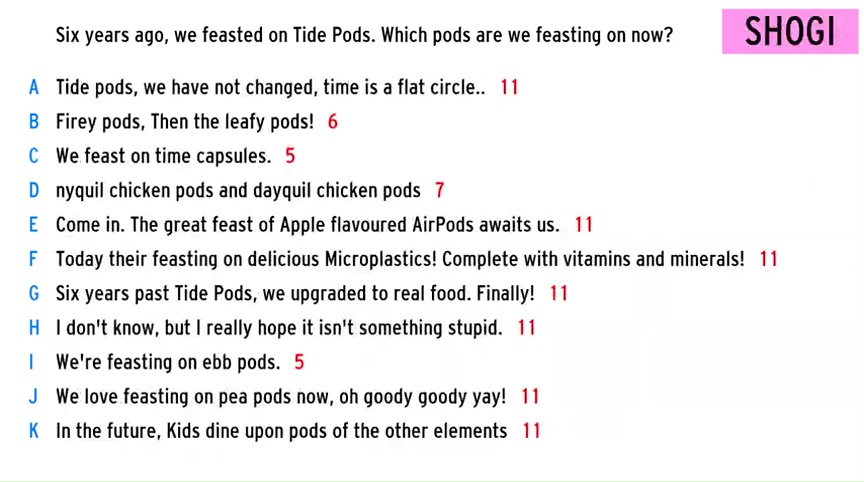 Six years ago, we feasted on Tide Pods. Which pods are we feasting on now?
SHOGI
A Tide pods, we have not changed, time is a flat circle.. 11
B Firey pods, Then the leafy pods! 6
C We feast on time capsules. 5
D nyquil chicken pods and dayquil chicken pods 7
E Come in. The great feast of Apple flavoured AirPods awaits us. 11
F Today their feasting on delicious Microplastics! Complete with vitamins and minerals! 11
G Six years past Tide Pods, we upgraded to real food. Finally! 11
H I don't know, but I really hope it isn't something stupid. 11
I We're feasting on ebb pods. 5
J We love feasting on pea pods now, oh goody goody yay! 11
K In the future, Kids dine upon pods of the other elements 11